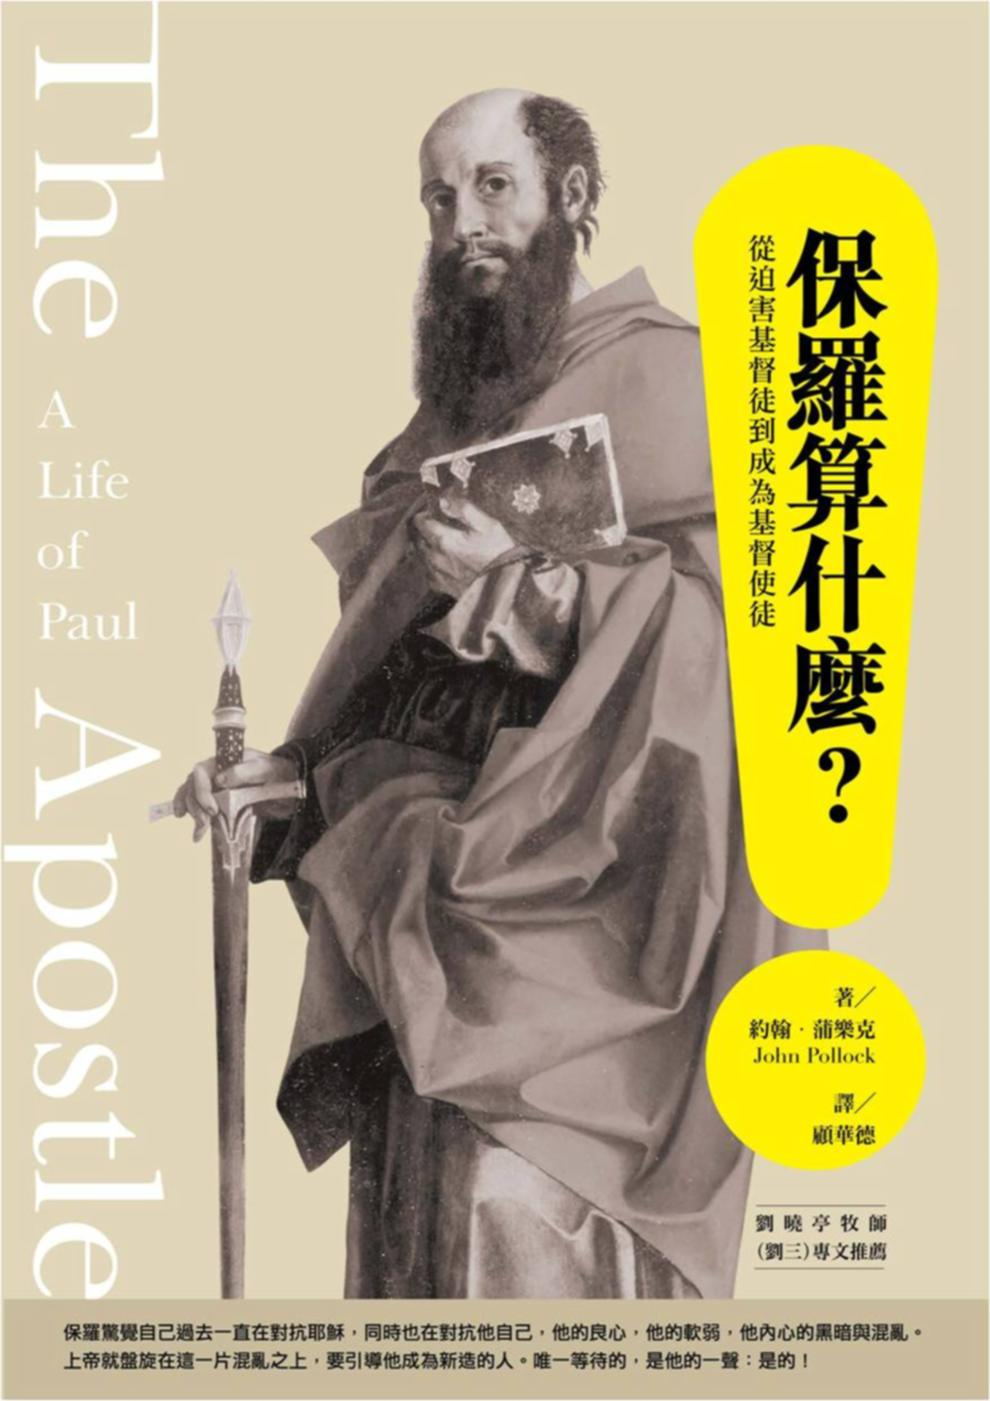 The Apostle
A
Life
of
Paul
保羅算什麼?
從迫害基督徒到成為基督使徒
著／
約翰．蒲樂克
John Pollock
譯／
顧華德
劉曉亭牧師
(劉三)專文推薦
保羅驚覺自己過去一直在對抗耶穌，同時也在對抗他自己，他的良心，他的軟弱，他內心的黑暗與混亂。
上帝就盤旋在這一片混亂之上，要引導他成為新造的人。唯一等待的，是他的一聲：是的！